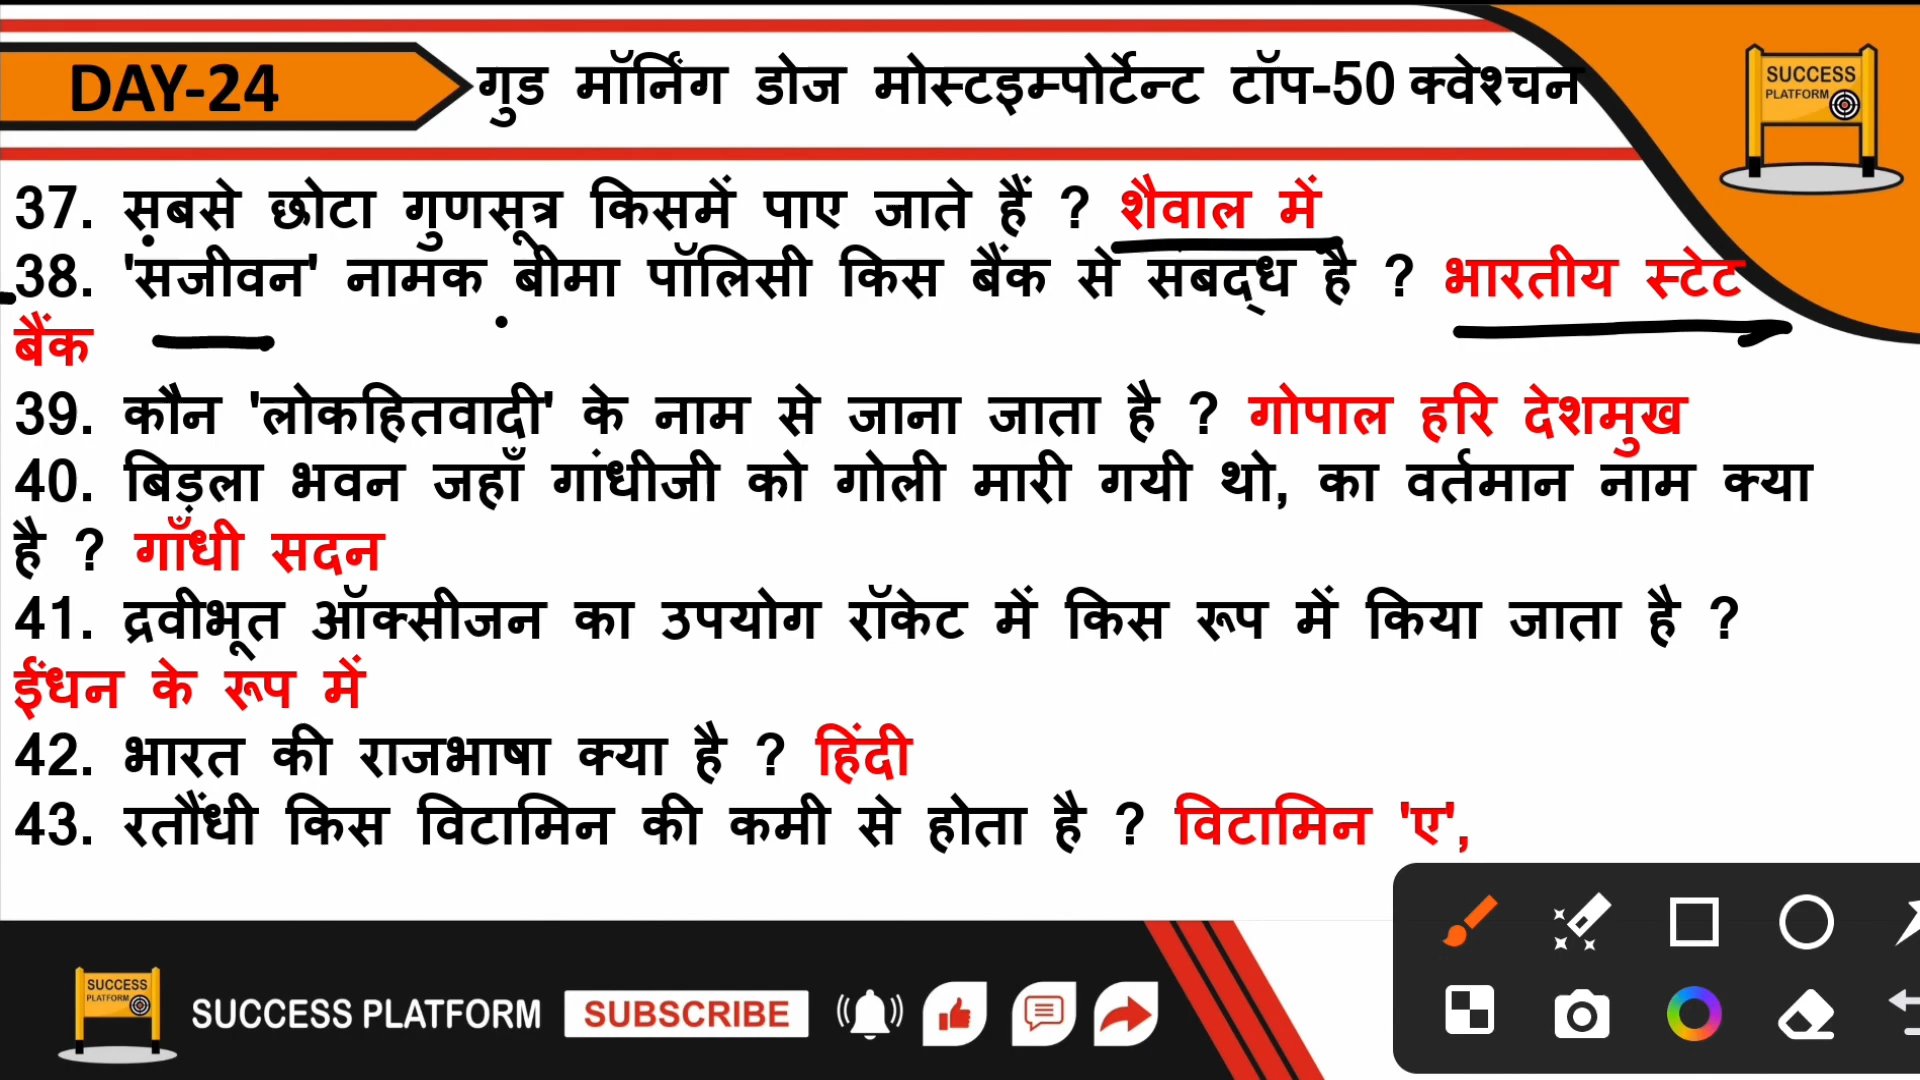 DAY-24
गुड मॉर्निंग डोज मोस्टइम्पोर्टेन्ट टॉप-50 क्वेश्चन
SUCCESS
PLATFORM
37. सबसे छोटा गुणसूत्र किसमें पाए जाते हैं ? शैवाल में
38. 'संजीवन' नामक बीमा पॉलिसी किस बैंक से संबद्ध है ? भारतीय स्टेट
बैंक
39. कौन 'लोकहितवादी' के नाम से जाना जाता है ? गोपाल हरि देशमुख
40. बिड़ला भवन जहाँ गांधीजी को गोली मारी गयी थो, का वर्तमान नाम क्या
है ? गाँधी सदन
41. द्रवीभूत ऑक्सीजन का उपयोग रॉकेट में किस रूप में किया जाता है ?
ईंधन के रूप में
42. भारत की राजभाषा क्या है ? हिंदी
43. रतौंधी किस विटामिन की कमी से होता है ? विटामिन 'ए',
SUCCESS
PLATFORM
SUCCESS PLATFORM
SUBSCRIBE